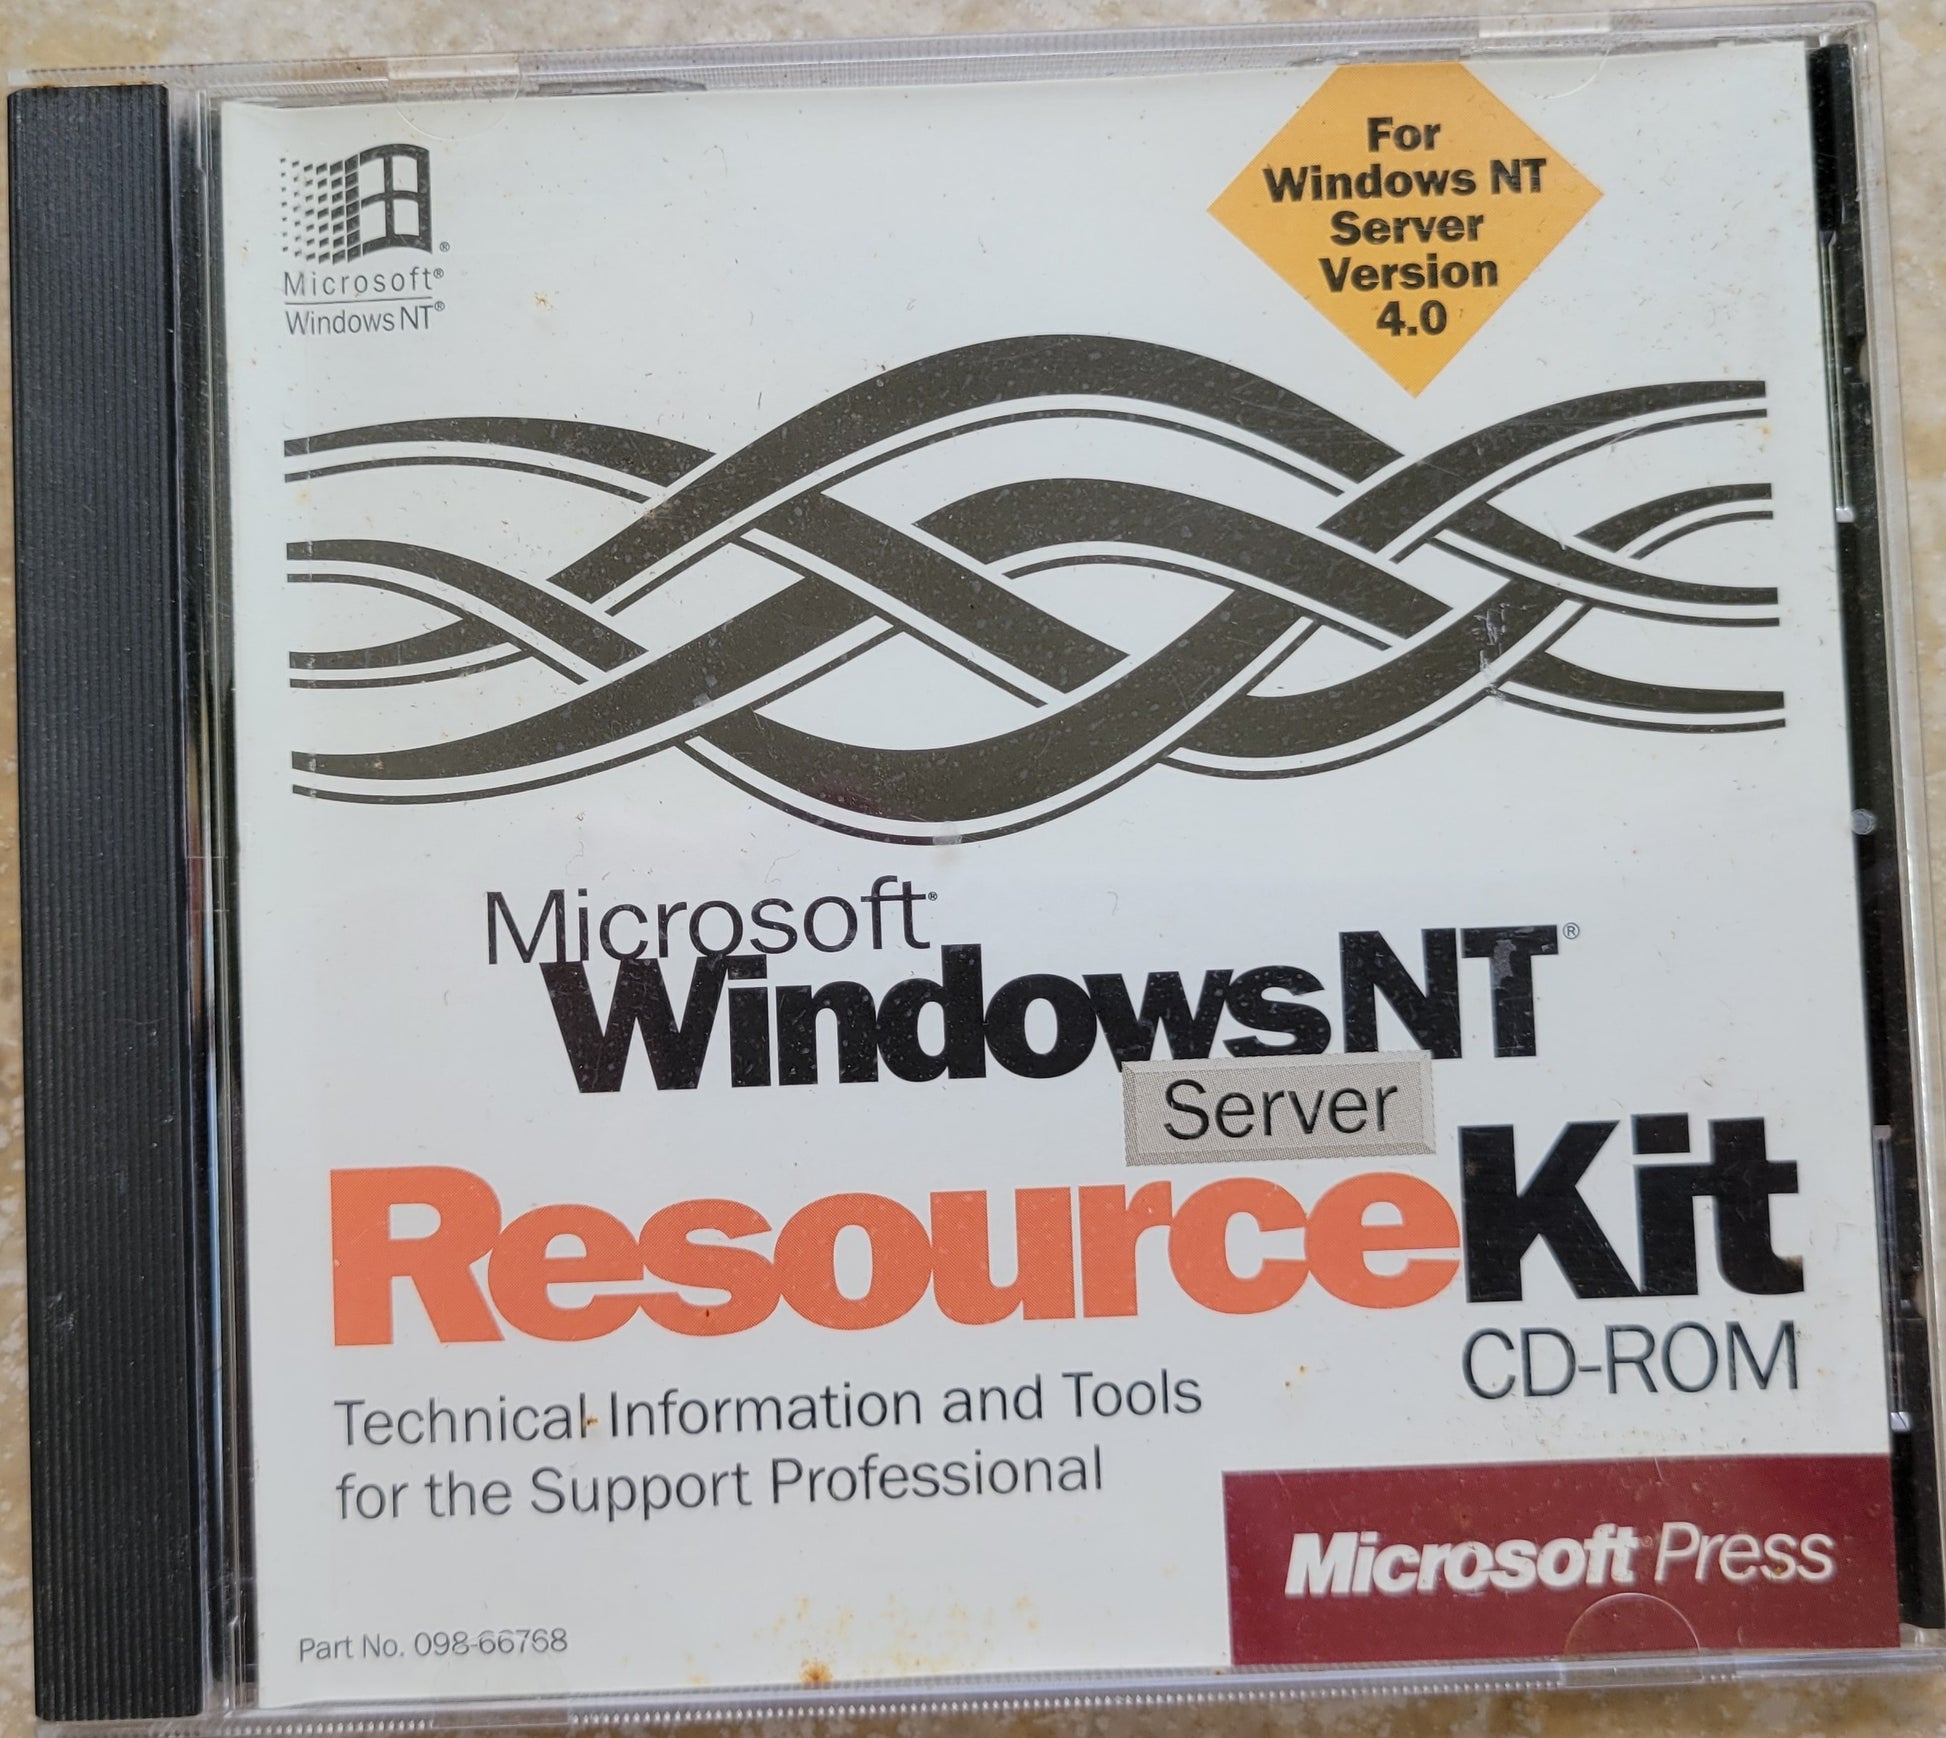 Microsoft®
Windows NT®
For
Windows NT
Server
Version
4.0
Microsoft®
Windows NT®
Server
Resource Kit
CD-ROM
Technical Information and Tools
for the Support Professional
Microsoft Press
Part No. 098-66768